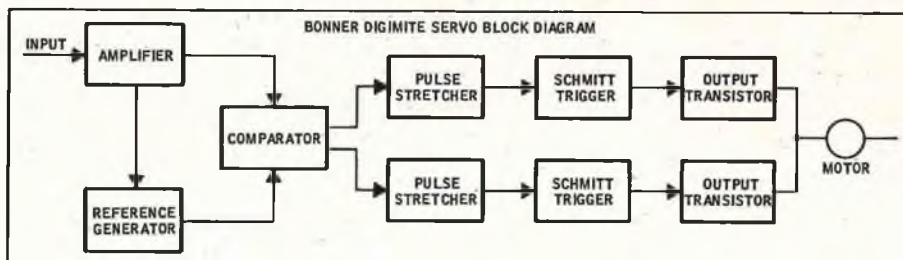 BONNER DIGIMITE SERVO BLOCK DIAGRAM
INPUT
AMPLIFIER
PULSE
STRETCHER
SCHMITT
TRIGGER
OUTPUT
TRANSISTOR
COMPARATOR
MOTOR
REFERENCE
GENERATOR
PULSE
STRETCHER
SCHMITT
TRIGGER
OUTPUT
TRANSISTOR